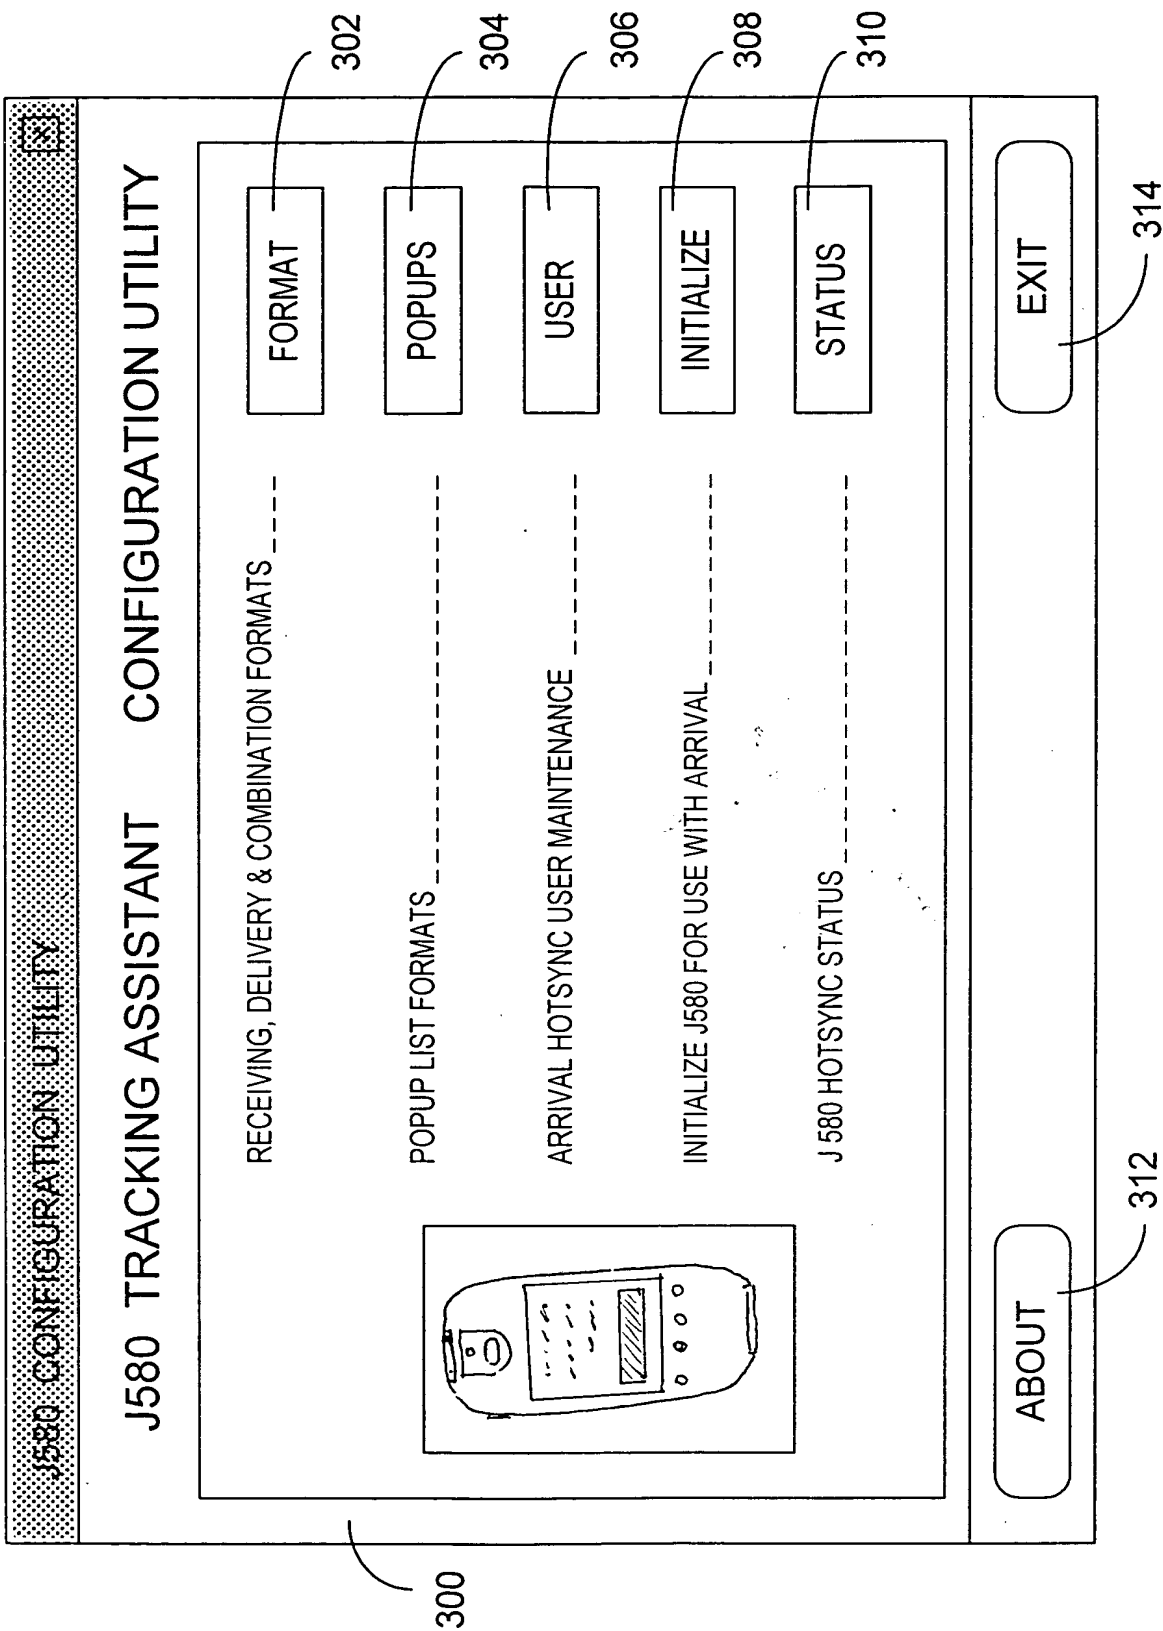 J580 CONFIGURATION UTILITY X
J580 TRACKING ASSISTANT CONFIGURATION UTILITY
RECEIVING, DELIVERY & COMBINATION FORMATS ---- FORMAT 302
POPUP LIST FORMATS ---- POPUPS 304
ARRIVAL HOTSYNC USER MAINTENANCE ---- USER 306
INITIALIZE J580 FOR USE WITH ARRIVAL ---- INITIALIZE 308
J 580 HOTSYNC STATUS ---- STATUS 310
300
ABOUT EXIT
312 314